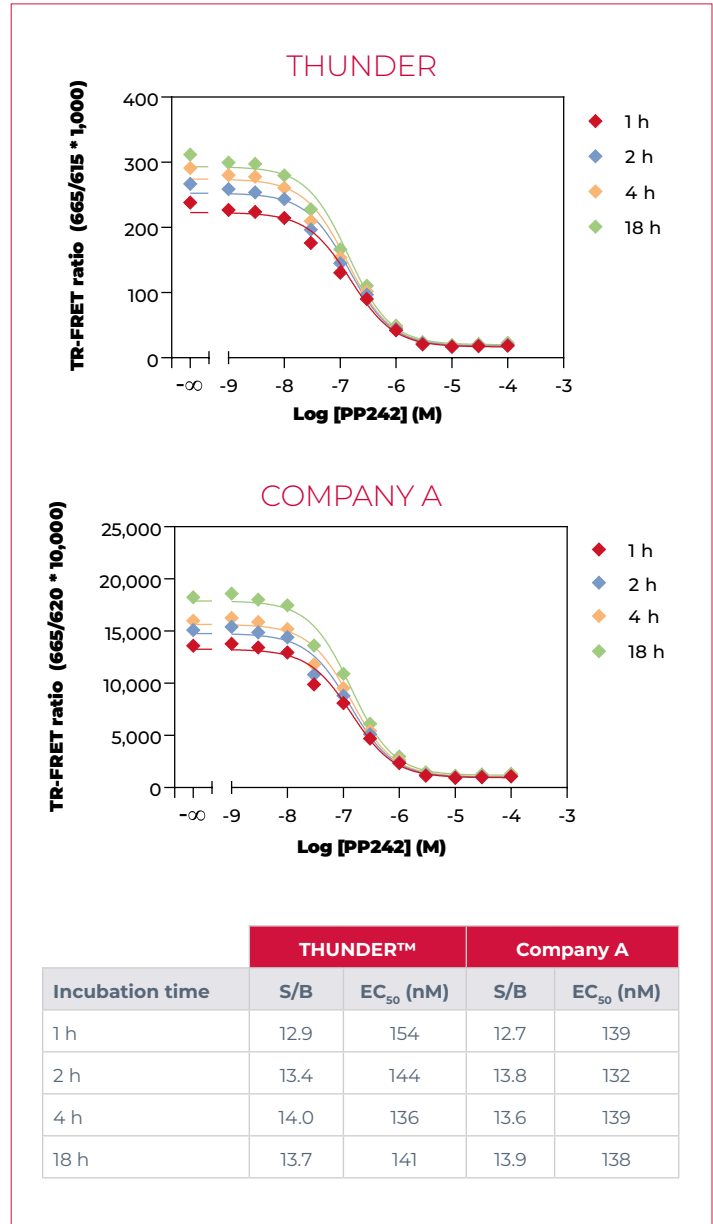 THUNDER
TR-FRET ratio (665/615 * 1,000)
400
300
200
100
0
-∞ -9 -8 -7 -6 -5 -4 -3
Log [PP242] (M)
1 h
2 h
4 h
18 h
COMPANY A
TR-FRET ratio (665/620 * 10,000)
25,000
20,000
15,000
10,000
5,000
0
-∞ -9 -8 -7 -6 -5 -4 -3
Log [PP242] (M)
1 h
2 h
4 h
18 h
THUNDER™ Company A
Incubation time S/B EC₅₀ (nM) S/B EC₅₀ (nM)
1 h 12.9 154 12.7 139
2 h 13.4 144 13.8 132
4 h 14.0 136 13.6 139
18 h 13.7 141 13.9 138